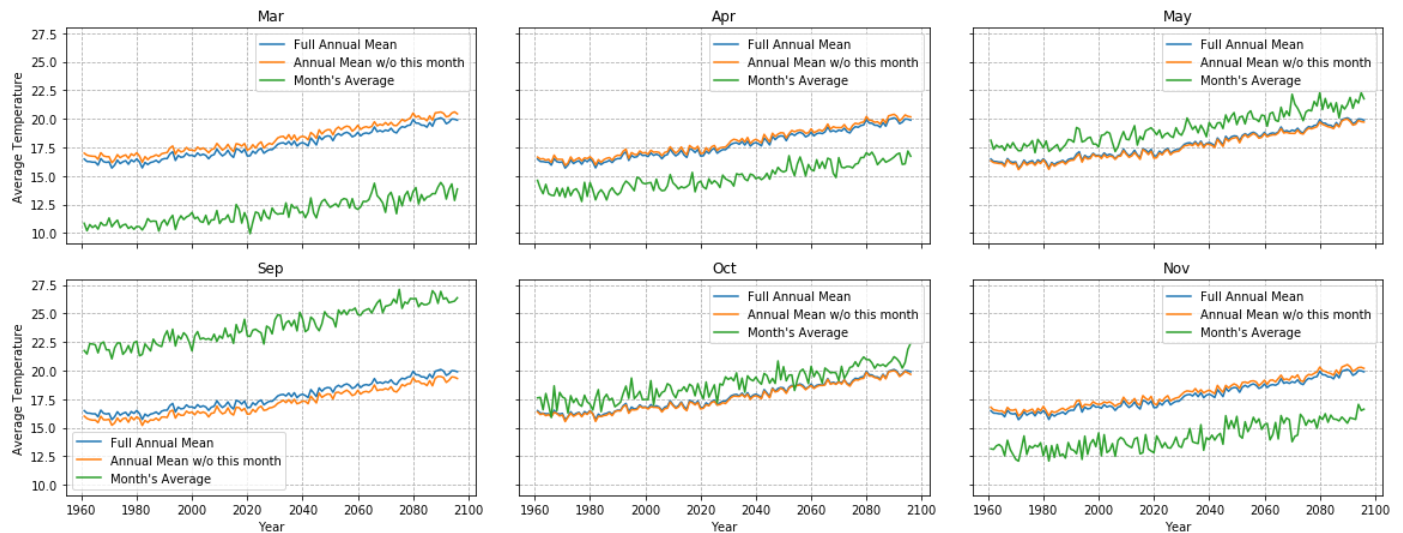 Mar
Apr
May
27.5
25.0
22.5
20.0
17.5
15.0
12.5
10.0
Average Temperature
Full Annual Mean
Annual Mean w/o this month
Month's Average
Full Annual Mean
Annual Mean w/o this month
Month's Average
Full Annual Mean
Annual Mean w/o this month
Month's Average
Sep
Oct
Nov
27.5
25.0
22.5
20.0
17.5
15.0
12.5
10.0
Average Temperature
Full Annual Mean
Annual Mean w/o this month
Month's Average
Full Annual Mean
Annual Mean w/o this month
Month's Average
Full Annual Mean
Annual Mean w/o this month
Month's Average
1960 1980 2000 2020 2040 2060 2080 2100
Year
1960 1980 2000 2020 2040 2060 2080 2100
Year
1960 1980 2000 2020 2040 2060 2080 2100
Year